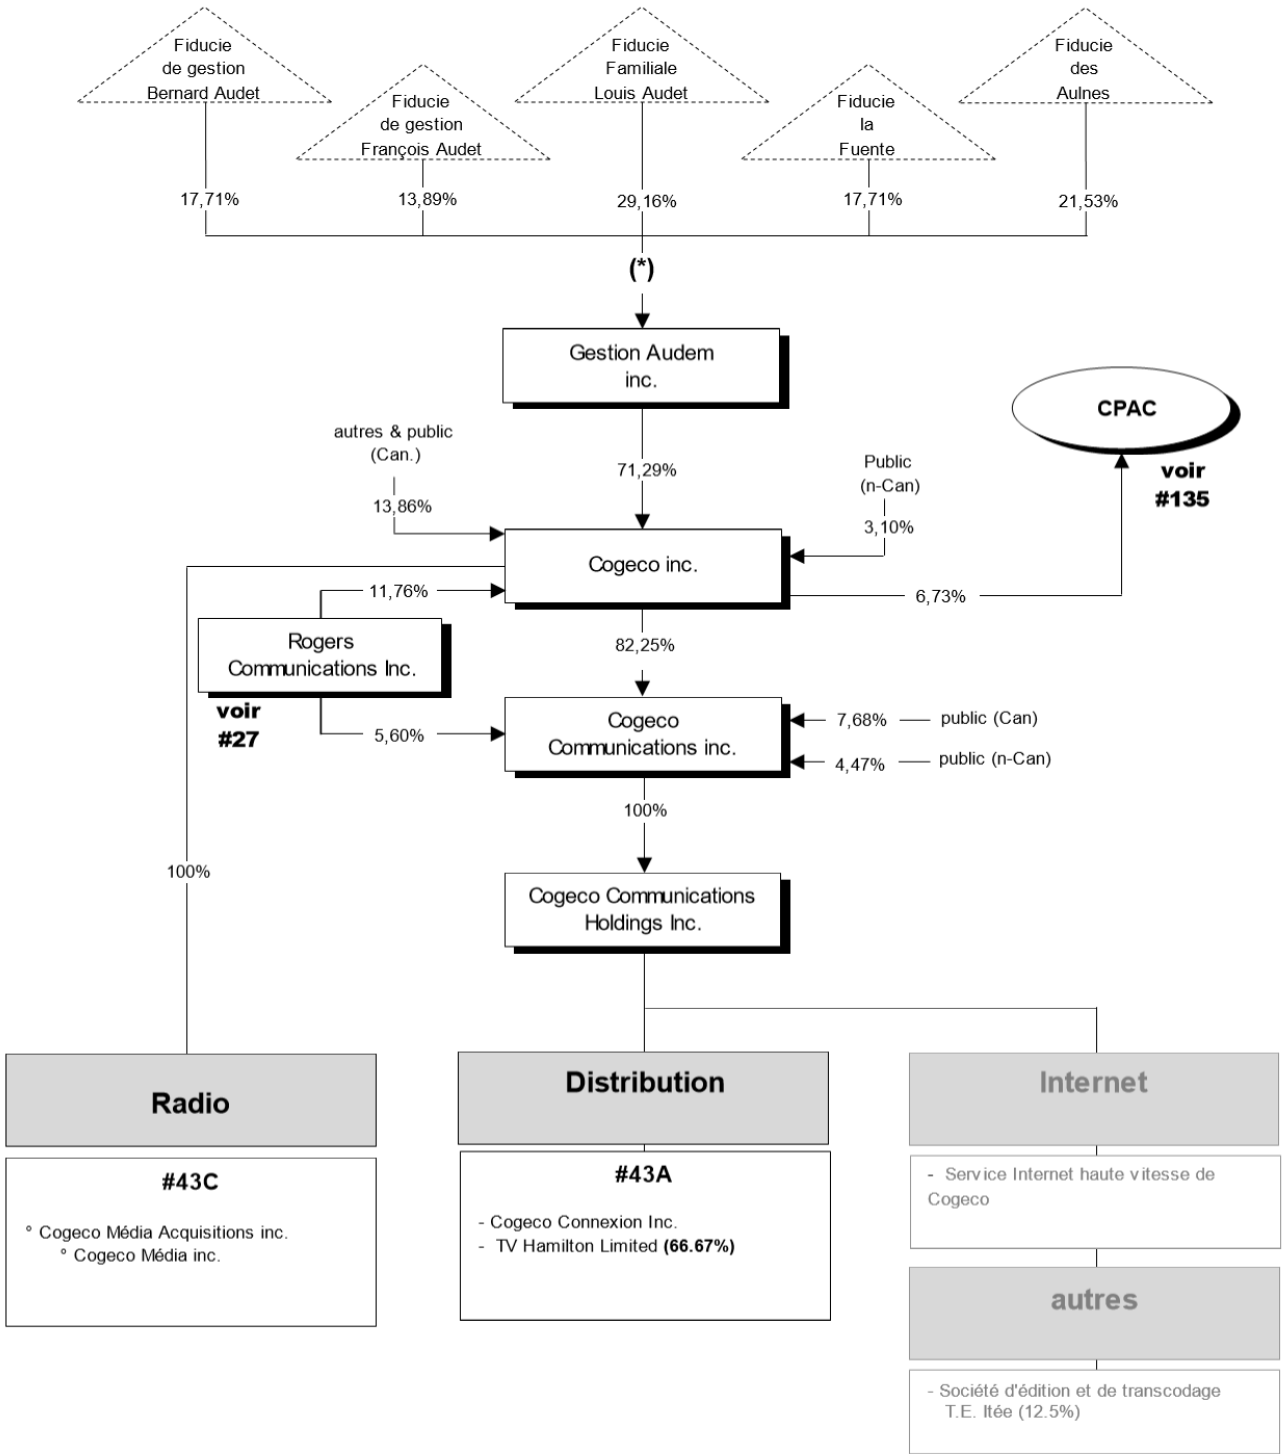 Fiducie
de gestion
Bernard Audet
Fiducie
de gestion
François Audet
Fiducie
Familiale
Louis Audet
Fiducie
la
Fuente
Fiducie
des
Aulnes
17,71%
13,89%
29,16%
17,71%
21,53%
(*)
Gestion Audem
inc.
CPAC
voir
#135
autres & public
(Can.)
13,86%
71,29%
Public
(n-Can)
3,10%
Cogeco inc.
11,76%
6,73%
Rogers
Communications Inc.
voir
#27
82,25%
5,60%
Cogeco
Communications inc.
7,68%
public (Can)
4,47%
public (n-Can)
100%
100%
Cogeco Communications
Holdings Inc.
Radio
#43C
° Cogeco Média Acquisitions inc.
° Cogeco Média inc.
Distribution
#43A
- Cogeco Connexion Inc.
- TV Hamilton Limited (66.67%)
Internet
- Service Internet haute vitesse de
Cogeco
autres
- Société d'édition et de transcodage
T.E. ltée (12.5%)